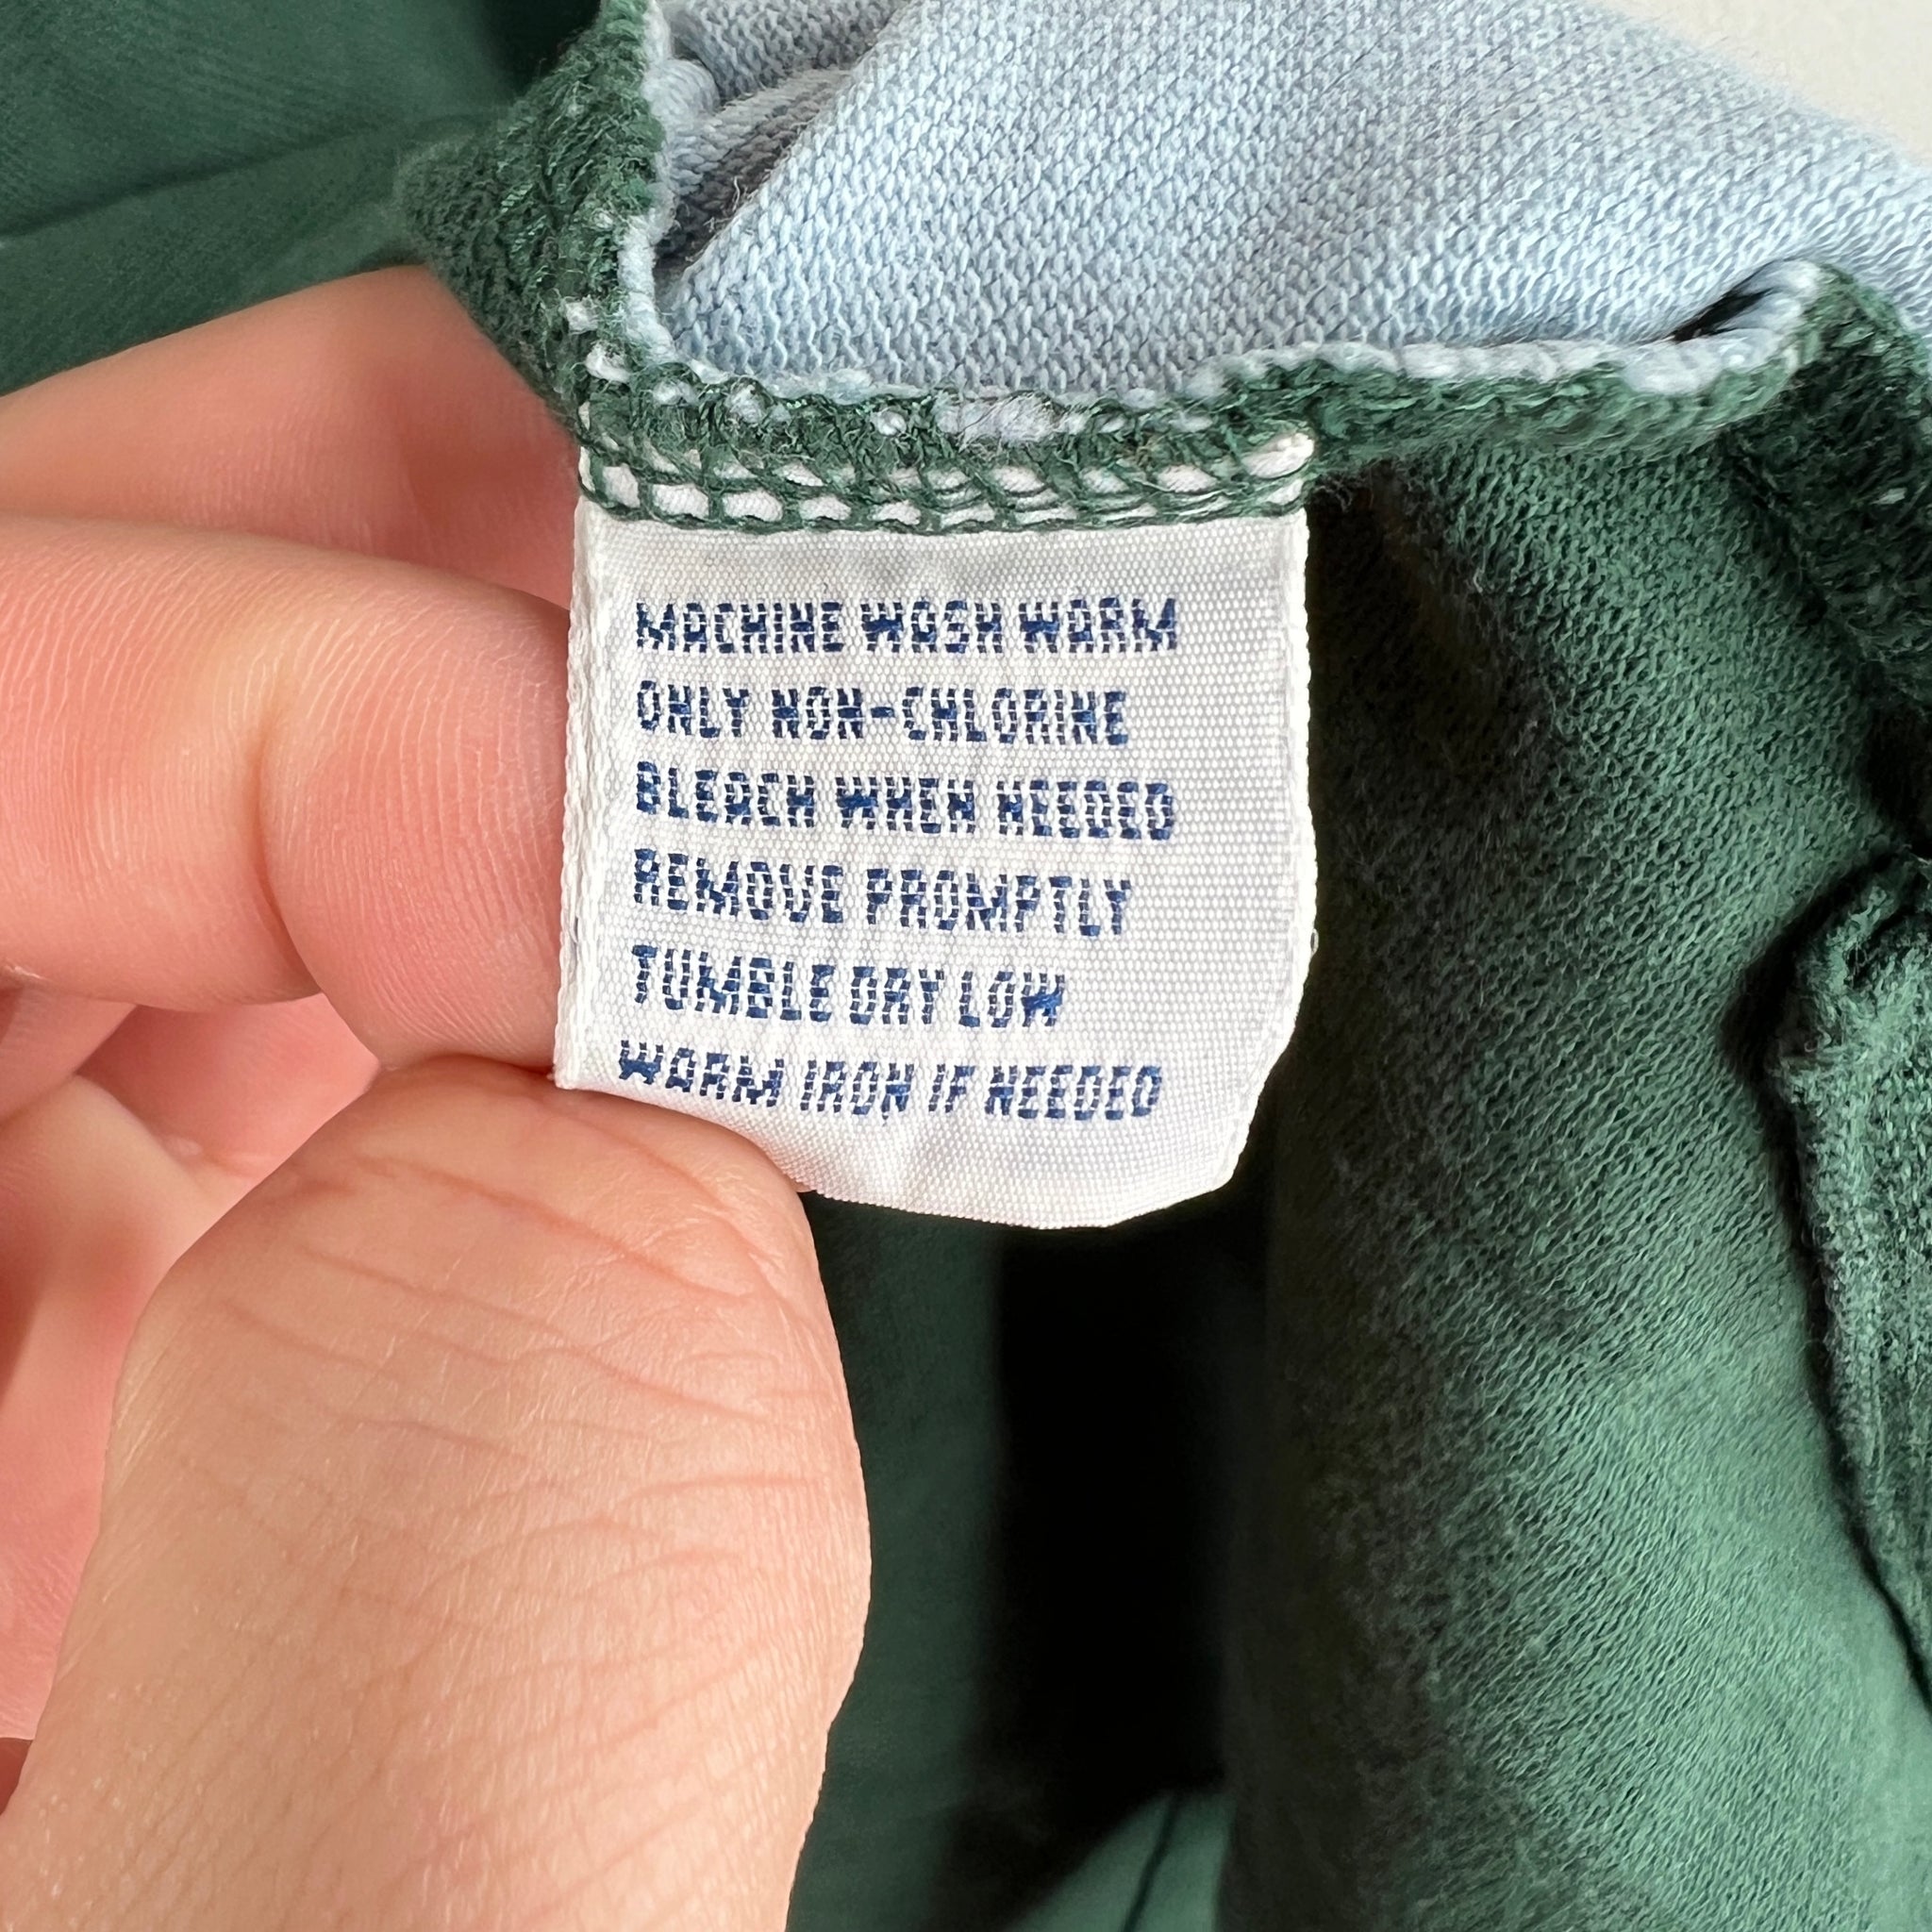 MACHINE WASH WARM
ONLY NON-CHLORINE
BLEACH WHEN NEEDED
REMOVE PROMPTLY
TUMBLE DRY LOW
WARM IRON IF NEEDED